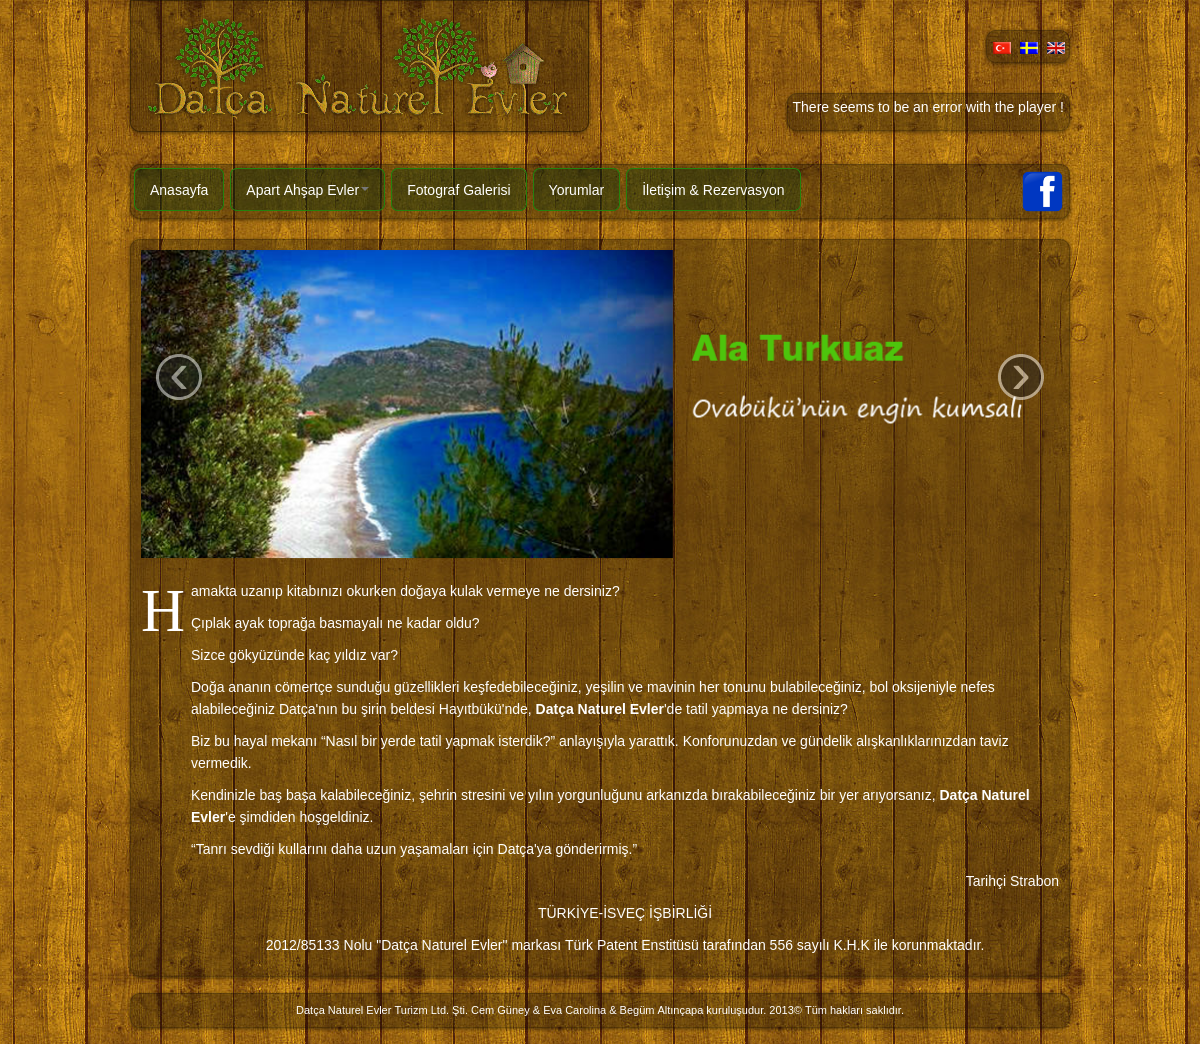 Datça Naturel Evler
There seems to be an error with the player !
Anasayfa
Apart Ahşap Evler
Fotograf Galerisi
Yorumlar
İletişim & Rezervasyon
f
Ala Turkuaz
Ovabükü'nün engin kumsalı
Hamakta uzanıp kitabınızı okurken doğaya kulak vermeye ne dersiniz?
Çıplak ayak toprağa basmayalı ne kadar oldu?
Sizce gökyüzünde kaç yıldız var?
Doğa ananın cömertçe sunduğu güzellikleri keşfedebileceğiniz, yeşilin ve mavinin her tonunu bulabileceğiniz, bol oksijeniyle nefes
alabileceğiniz Datça'nın bu şirin beldesi Hayıtbükü'nde, Datça Naturel Evler'de tatil yapmaya ne dersiniz?
Biz bu hayal mekanı “Nasıl bir yerde tatil yapmak isterdik?” anlayışıyla yarattık. Konforunuzdan ve gündelik alışkanlıklarınızdan taviz
vermedik.
Kendinizle baş başa kalabileceğiniz, şehrin stresini ve yılın yorgunluğunu arkanızda bırakabileceğiniz bir yer arıyorsanız, Datça Naturel
Evler'e şimdiden hoşgeldiniz.
“Tanrı sevdiği kullarını daha uzun yaşamaları için Datça'ya gönderirmiş.”
Tarihçi Strabon
TÜRKİYE-İSVEÇ İŞBİRLİĞİ
2012/85133 Nolu "Datça Naturel Evler" markası Türk Patent Enstitüsü tarafından 556 sayılı K.H.K ile korunmaktadır.
Datça Naturel Evler Turizm Ltd. Şti. Cem Güney & Eva Carolina & Begüm Altınçapa kuruluşudur. 2013© Tüm hakları saklıdır.